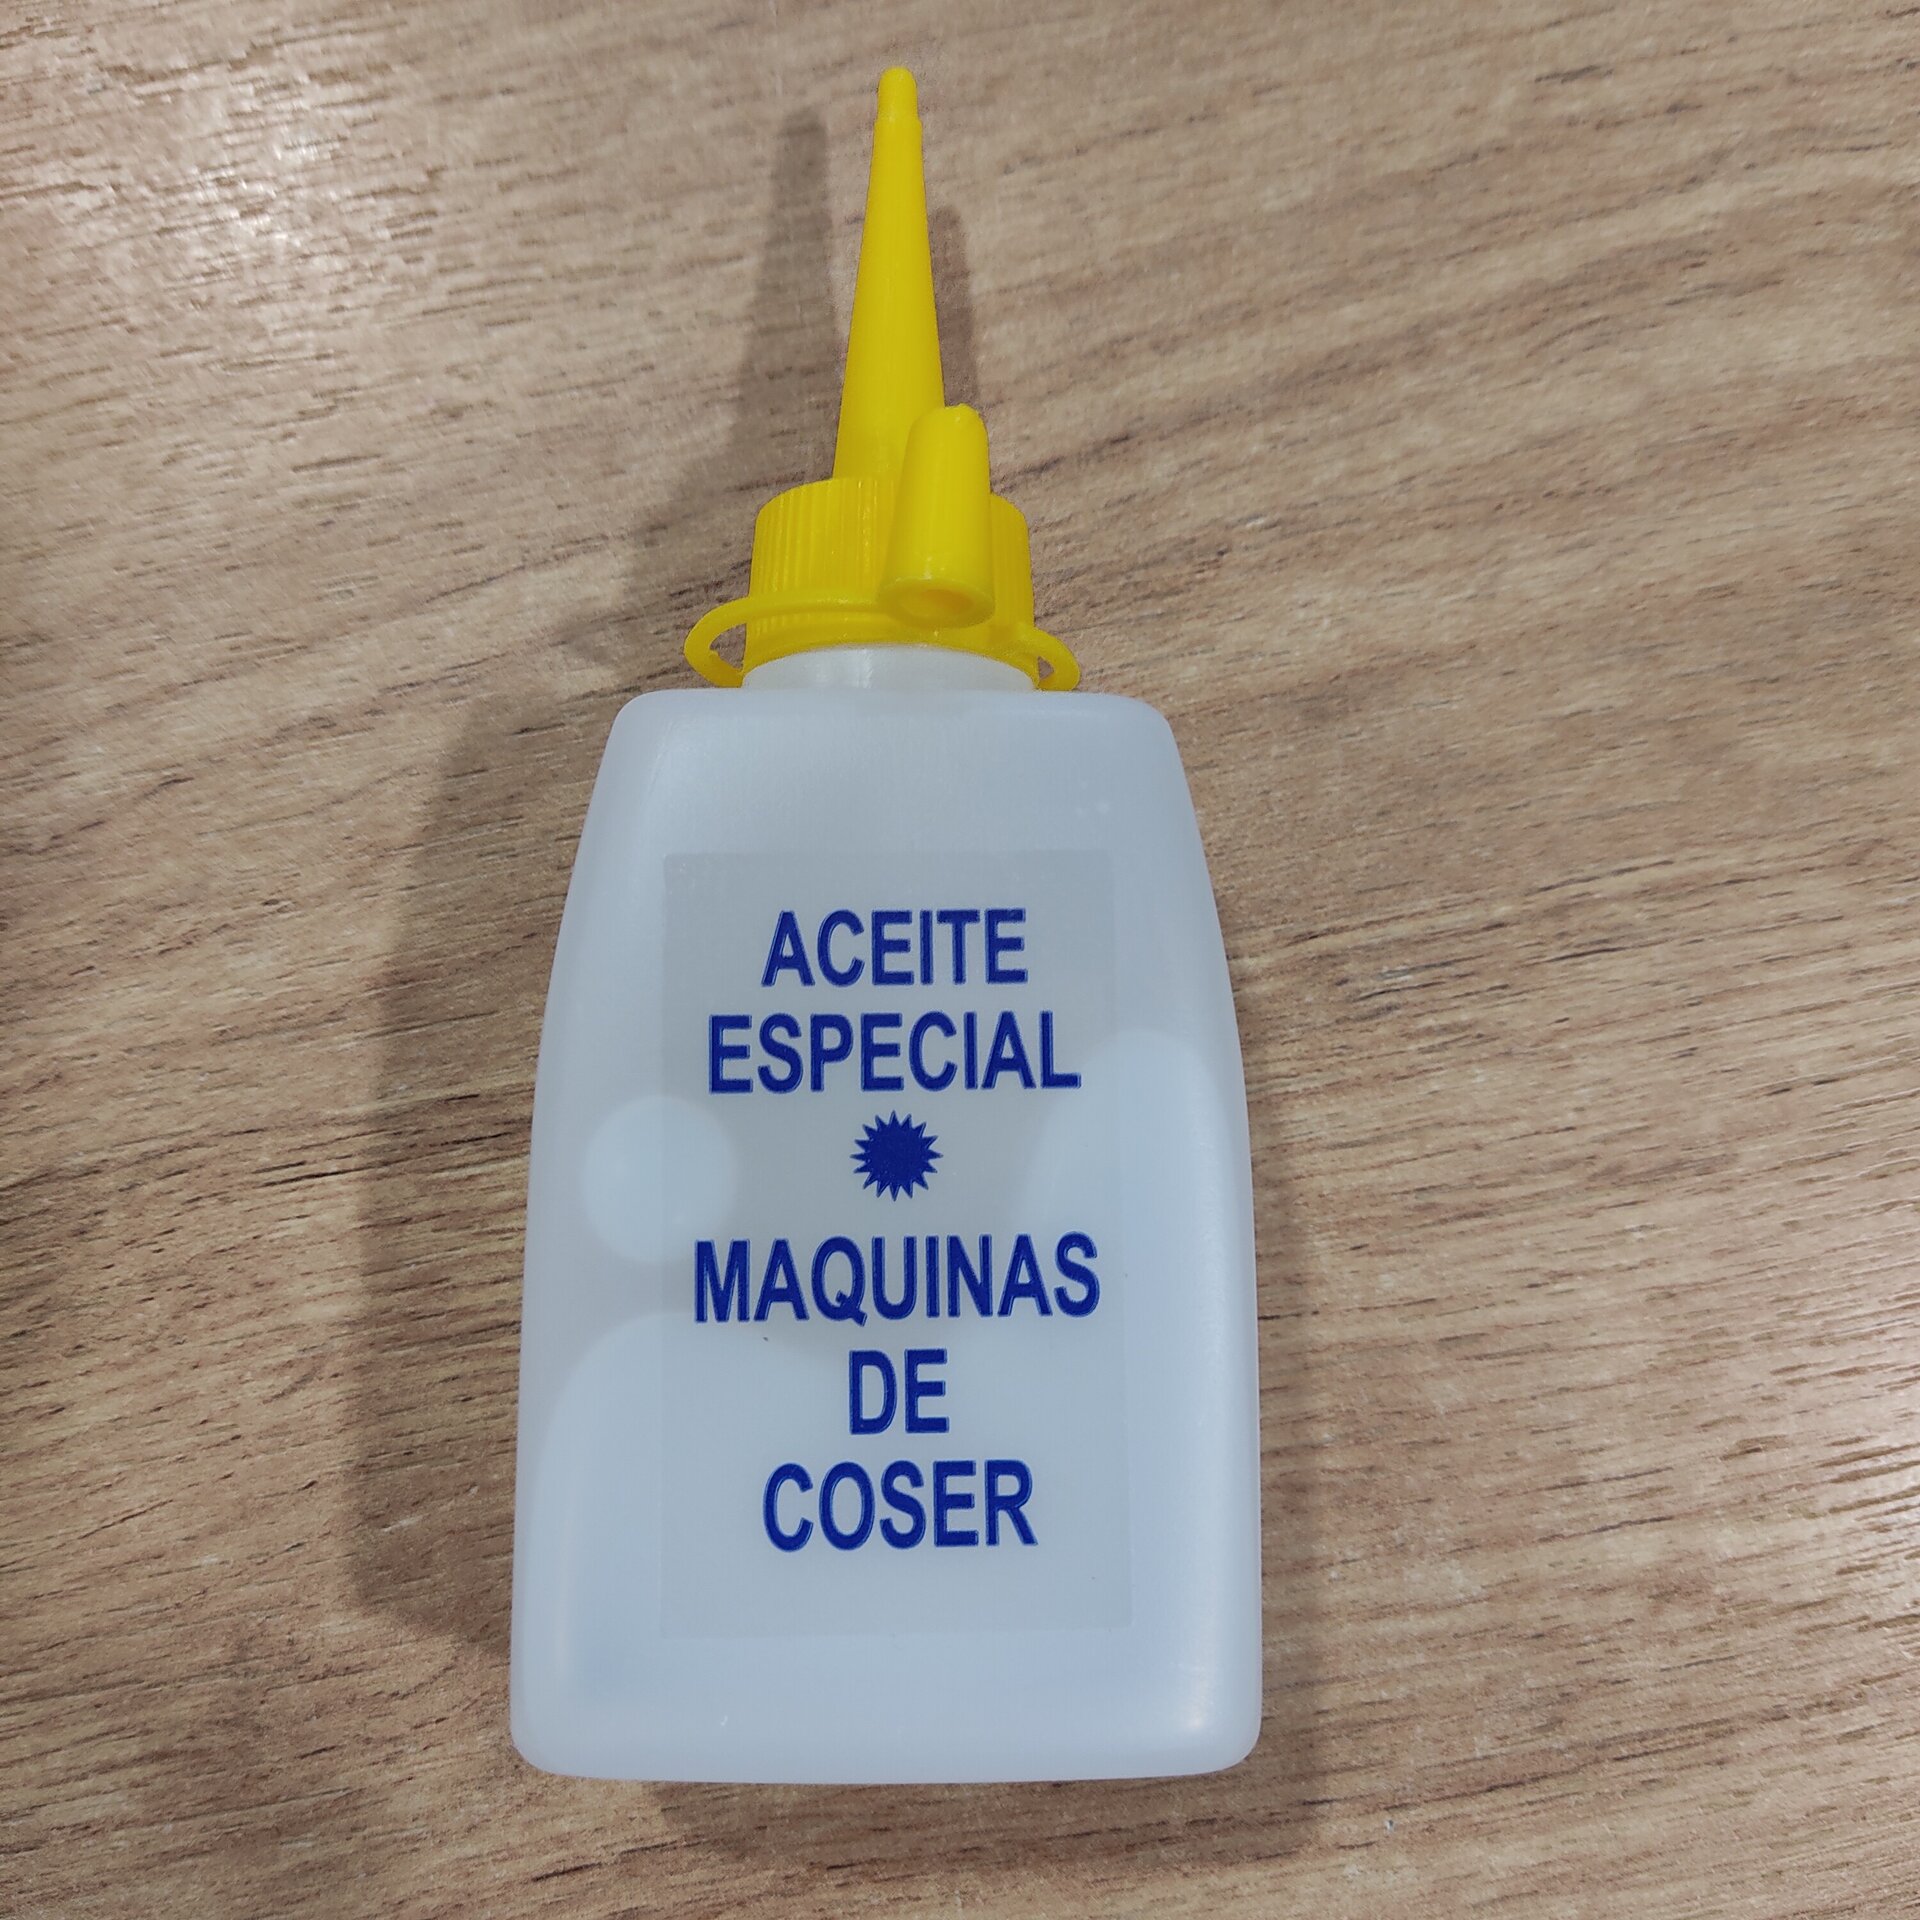 ACEITE
ESPECIAL
MAQUINAS
DE
COSER